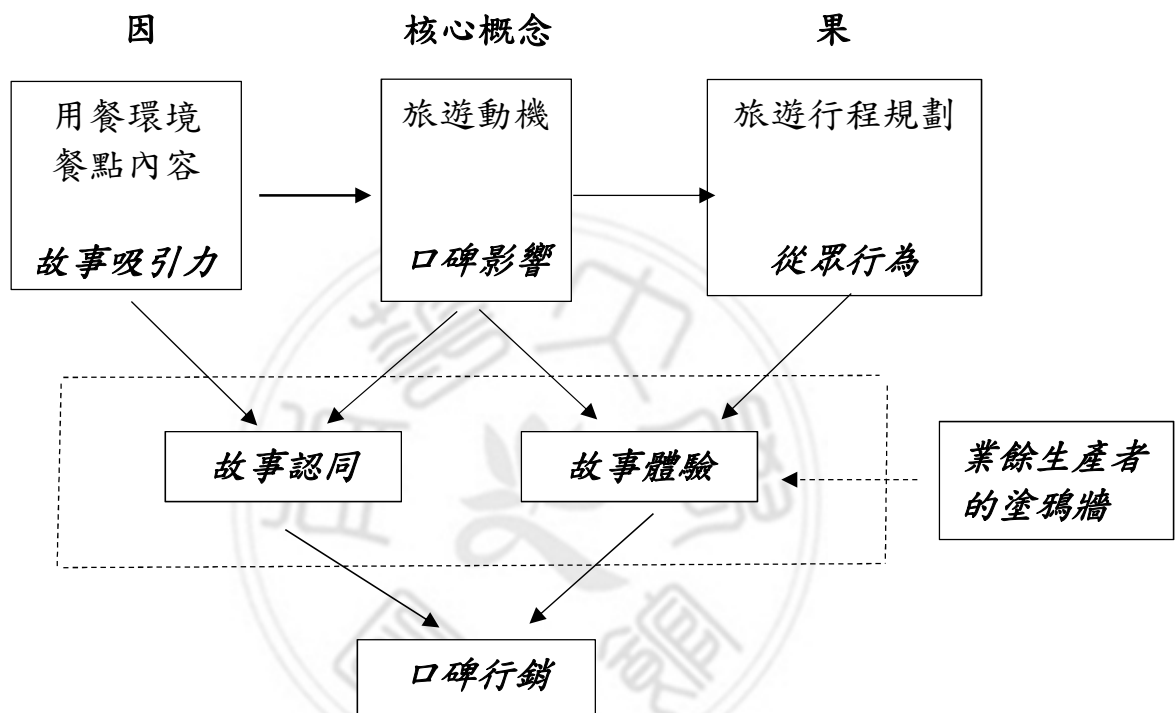 因
核心概念
果
用餐環境
餐點內容
故事吸引力
旅遊動機
口碑影響
旅遊行程規劃
從眾行為
故事認同
故事體驗
業餘生產者
的塗鴉牆
口碑行銷